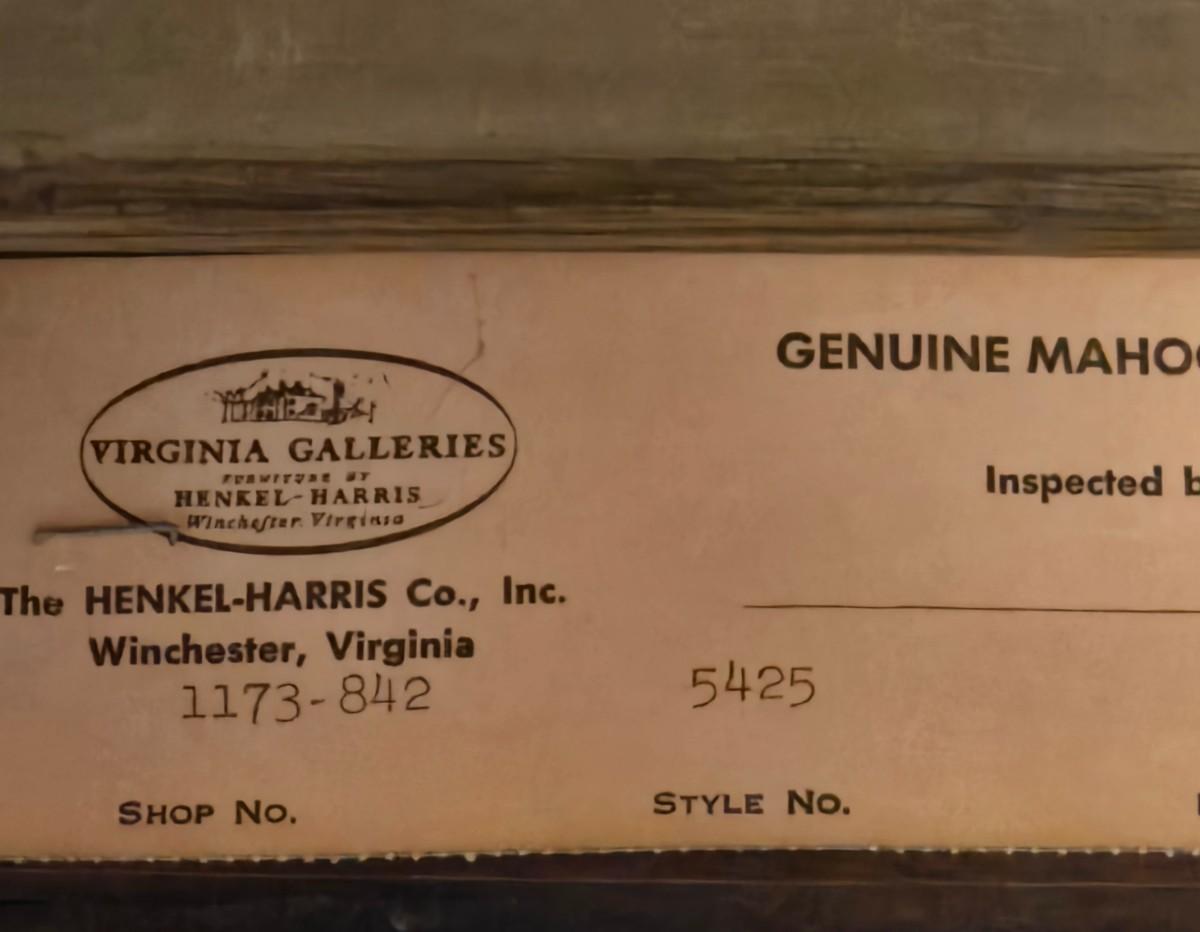 GENUINE MAHO
VIRGINIA GALLERIES
FURNITURE BY
HENKEL-HARRIS
Winchester, Virginia
Inspected b
The HENKEL-HARRIS Co., Inc.
Winchester, Virginia
1173-842
5425
SHOP No.
STYLE No.